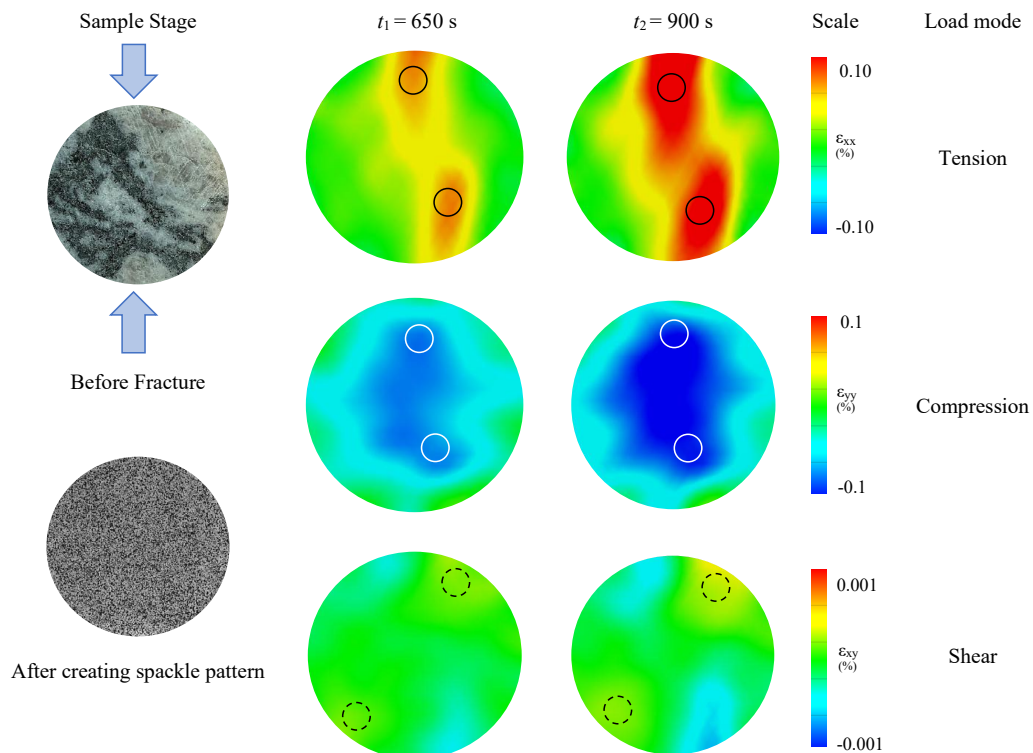 Sample Stage
t₁ = 650 s
t₂ = 900 s
Scale
Load mode
0.10
εxx
(%)
-0.10
Tension
Before Fracture
0.1
εyy
(%)
-0.1
Compression
After creating spackle pattern
0.001
εxy
(%)
-0.001
Shear